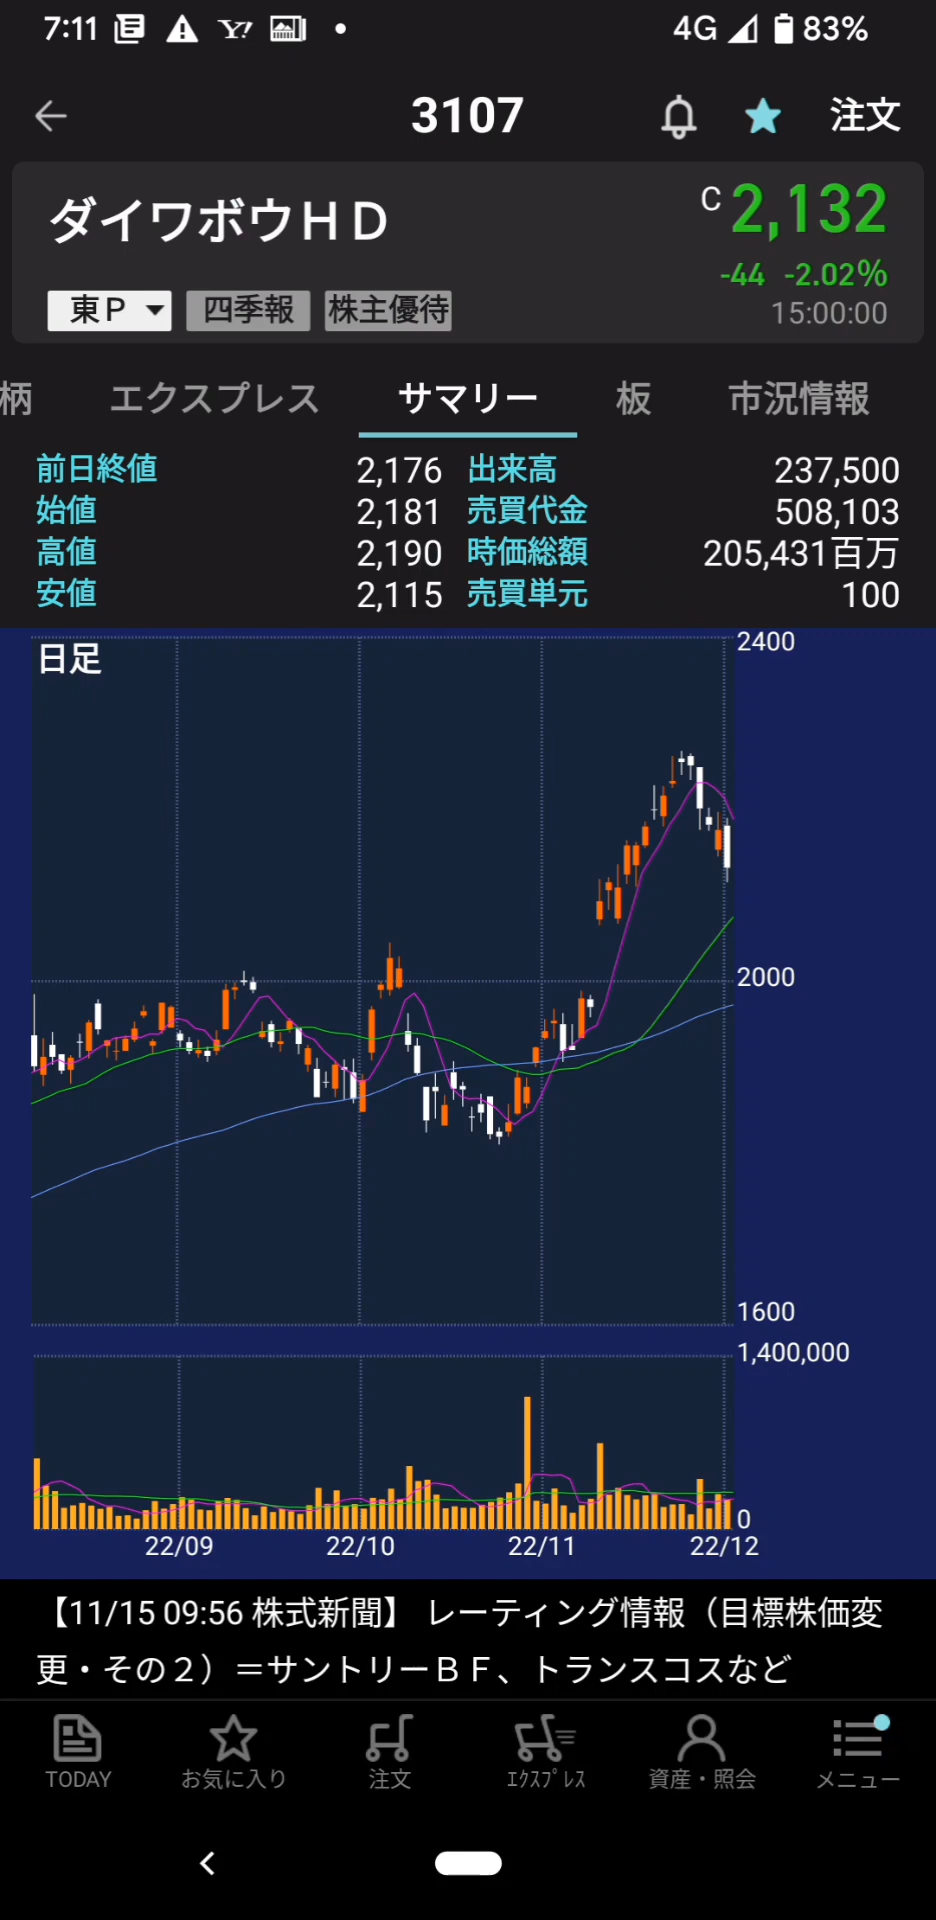 7:11 Y! 4G 83%
3107 注文
ダイワボウＨＤ C 2,132
-44 -2.02%
東Ｐ 四季報 株主優待 15:00:00
柄 エクスプレス サマリー 板 市況情報
前日終値 2,176 出来高 237,500
始値 2,181 売買代金 508,103
高値 2,190 時価総額 205,431百万
安値 2,115 売買単元 100
日足
2400
2000
1600
1,400,000
0
22/09 22/10 22/11 22/12
【11/15 09:56 株式新聞】 レーティング情報（目標株価変
更・その２）＝サントリーＢＦ、トランスコスなど
TODAY お気に入り 注文 ｴｸｽﾌﾟﾚｽ 資産・照会 メニュー